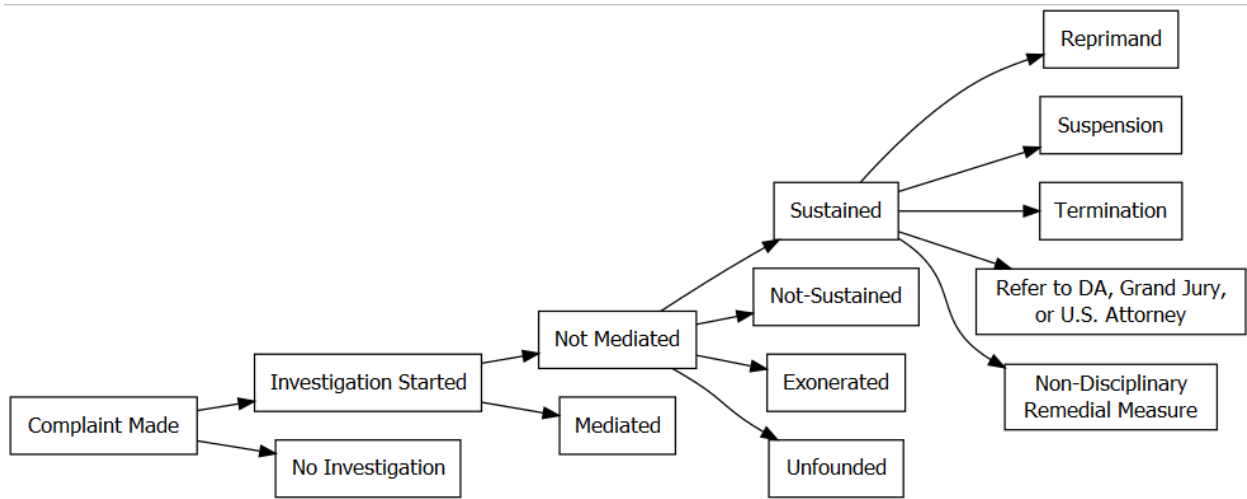 Complaint Made
Investigation Started
No Investigation
Not Mediated
Mediated
Sustained
Not-Sustained
Exonerated
Unfounded
Reprimand
Suspension
Termination
Refer to DA, Grand Jury,
or U.S. Attorney
Non-Disciplinary
Remedial Measure